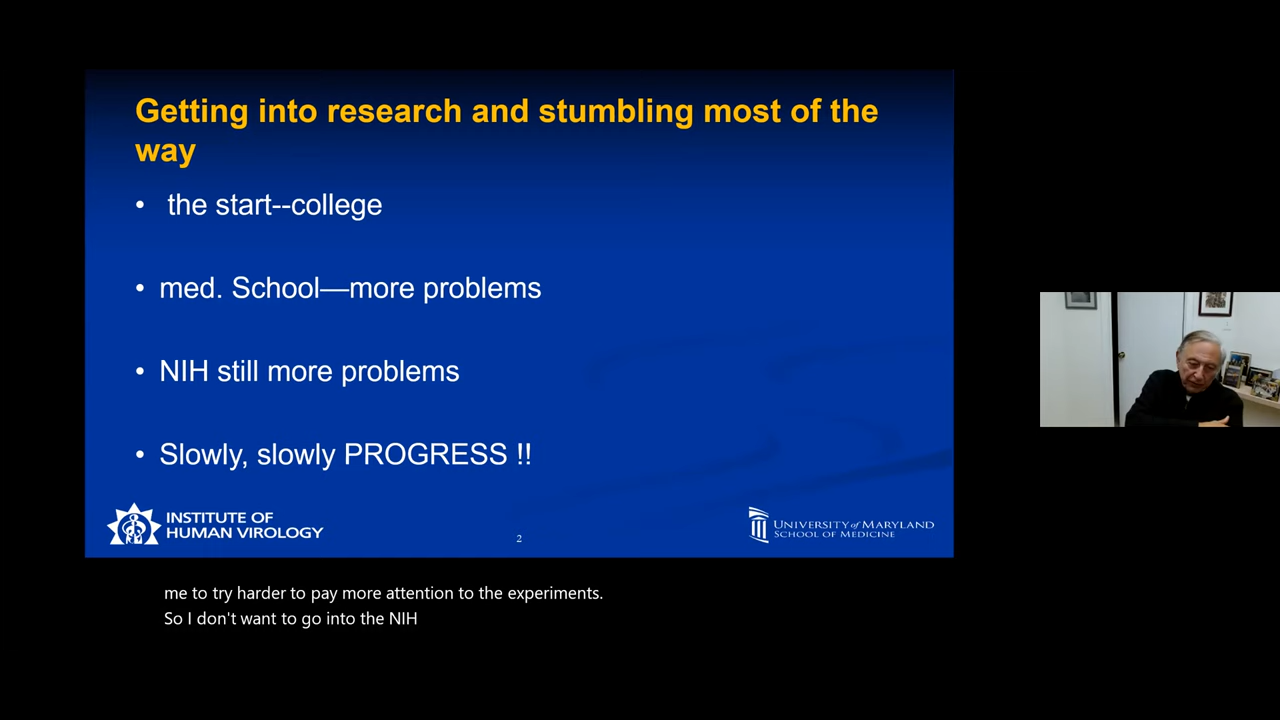 Getting into research and stumbling most of the
way
• the start--college
• med. School—more problems
• NIH still more problems
• Slowly, slowly PROGRESS !!
INSTITUTE OF
HUMAN VIROLOGY
2
UNIVERSITY of MARYLAND
SCHOOL OF MEDICINE
me to try harder to pay more attention to the experiments.
So I don't want to go into the NIH